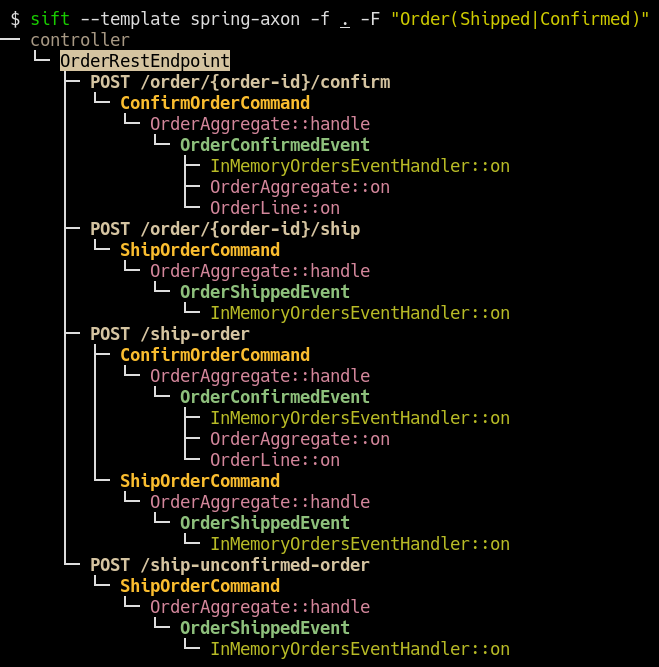 $ sift --template spring-axon -f . -F "Order(Shipped|Confirmed)"
── controller
   └─ OrderRestEndpoint
      ├─ POST /order/{order-id}/confirm
      │  └─ ConfirmOrderCommand
      │     └─ OrderAggregate::handle
      │        └─ OrderConfirmedEvent
      │           ├─ InMemoryOrdersEventHandler::on
      │           ├─ OrderAggregate::on
      │           └─ OrderLine::on
      ├─ POST /order/{order-id}/ship
      │  └─ ShipOrderCommand
      │     └─ OrderAggregate::handle
      │        └─ OrderShippedEvent
      │           └─ InMemoryOrdersEventHandler::on
      ├─ POST /ship-order
      │  ├─ ConfirmOrderCommand
      │  │  └─ OrderAggregate::handle
      │  │     └─ OrderConfirmedEvent
      │  │        ├─ InMemoryOrdersEventHandler::on
      │  │        ├─ OrderAggregate::on
      │  │        └─ OrderLine::on
      │  └─ ShipOrderCommand
      │     └─ OrderAggregate::handle
      │        └─ OrderShippedEvent
      │           └─ InMemoryOrdersEventHandler::on
      └─ POST /ship-unconfirmed-order
         └─ ShipOrderCommand
            └─ OrderAggregate::handle
               └─ OrderShippedEvent
                  └─ InMemoryOrdersEventHandler::on